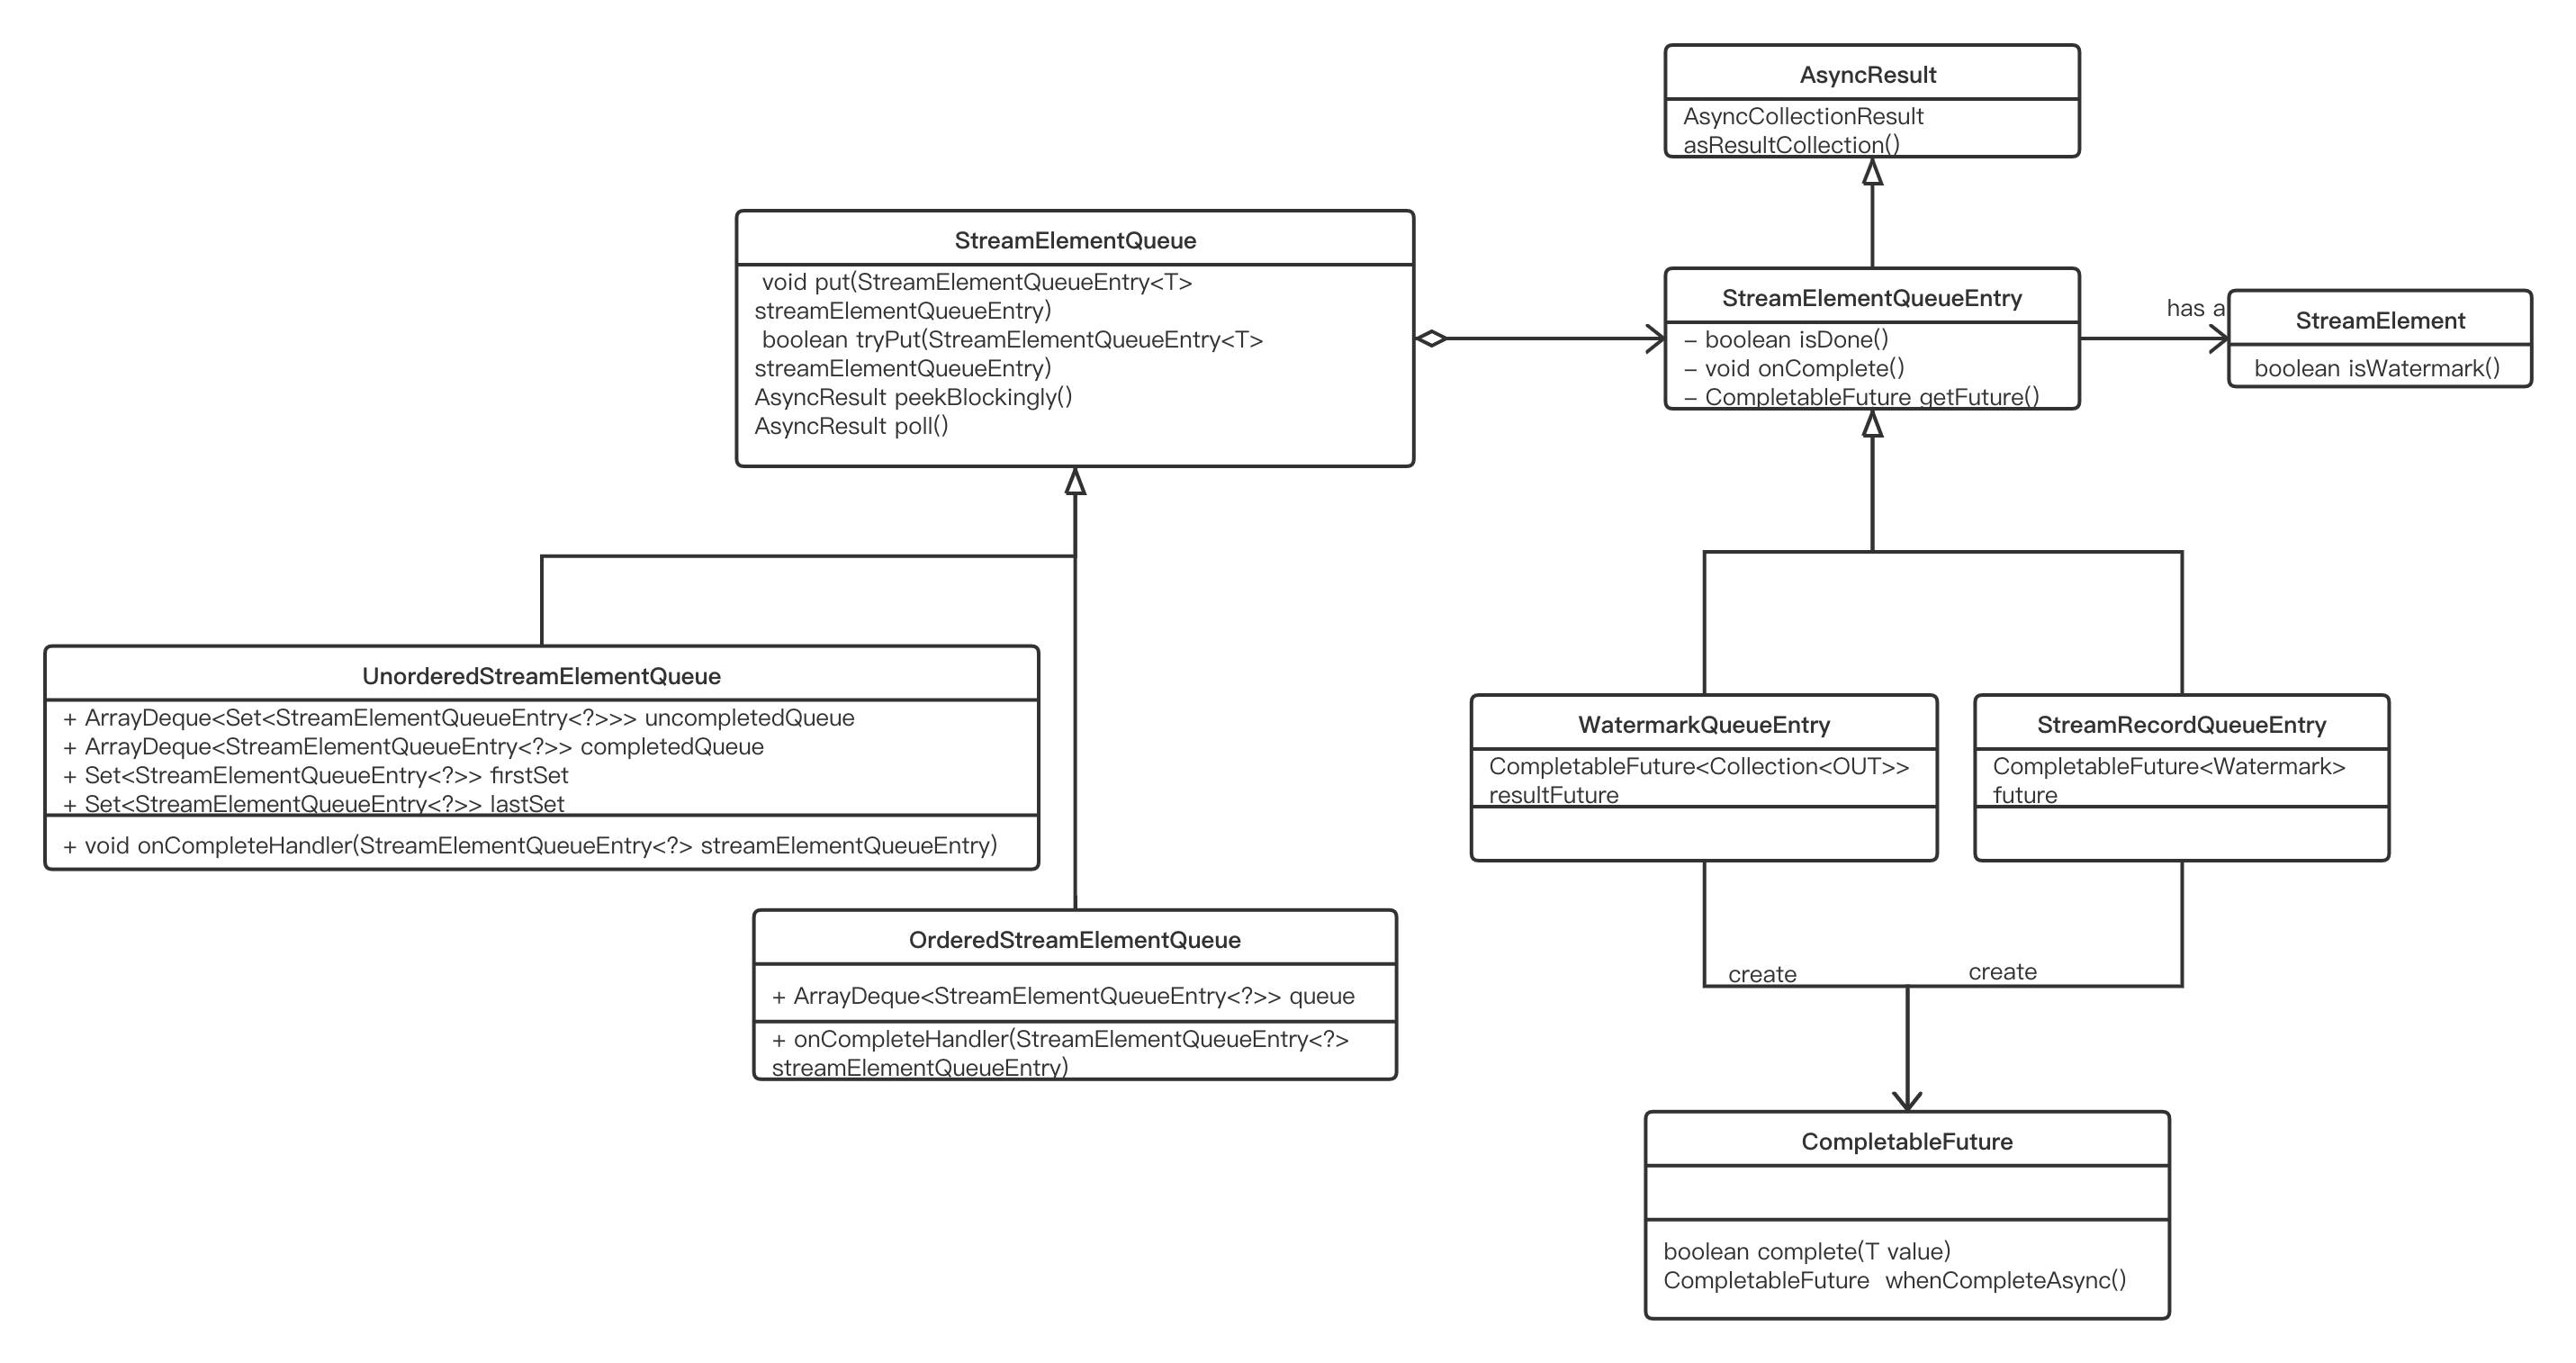 AsyncResult
AsyncCollectionResult
asResultCollection()
StreamElementQueue
void put(StreamElementQueueEntry<T>
streamElementQueueEntry)
boolean tryPut(StreamElementQueueEntry<T>
streamElementQueueEntry)
AsyncResult peekBlockingly()
AsyncResult poll()
StreamElementQueueEntry
– boolean isDone()
– void onComplete()
– CompletableFuture getFuture()
has a
StreamElement
boolean isWatermark()
UnorderedStreamElementQueue
+ ArrayDeque<Set<StreamElementQueueEntry<?>>> uncompletedQueue
+ ArrayDeque<StreamElementQueueEntry<?>> completedQueue
+ Set<StreamElementQueueEntry<?>> firstSet
+ Set<StreamElementQueueEntry<?>> lastSet
+ void onCompleteHandler(StreamElementQueueEntry<?> streamElementQueueEntry)
WatermarkQueueEntry
CompletableFuture<Collection<OUT>>
resultFuture
StreamRecordQueueEntry
CompletableFuture<Watermark>
future
OrderedStreamElementQueue
+ ArrayDeque<StreamElementQueueEntry<?>> queue
+ onCompleteHandler(StreamElementQueueEntry<?>
streamElementQueueEntry)
create
create
CompletableFuture
boolean complete(T value)
CompletableFuture  whenCompleteAsync()